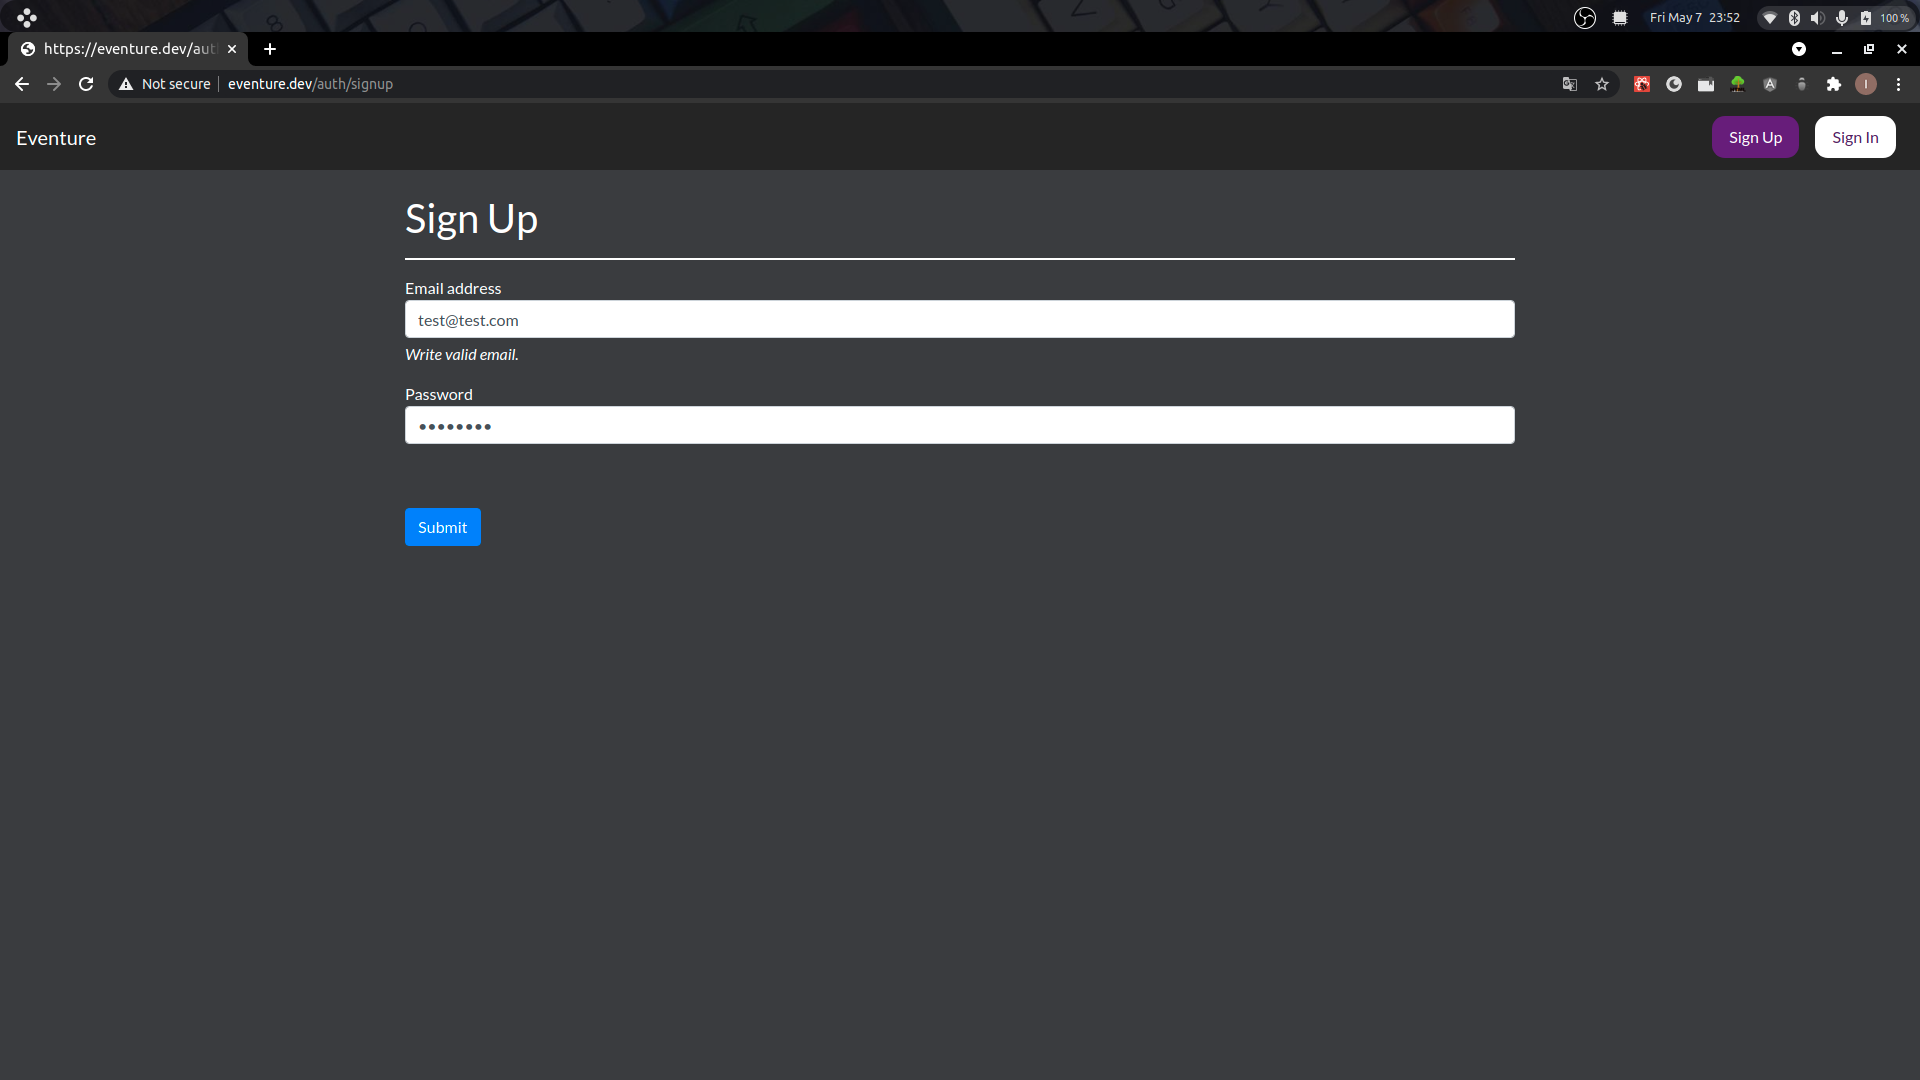 Fri May 7 23:52
100 %
https://eventure.dev/aut
Not secure
eventure.dev/auth/signup
I
Eventure
Sign Up
Sign In
Sign Up
Email address
test@test.com
Write valid email.
Password
••••••••
Submit